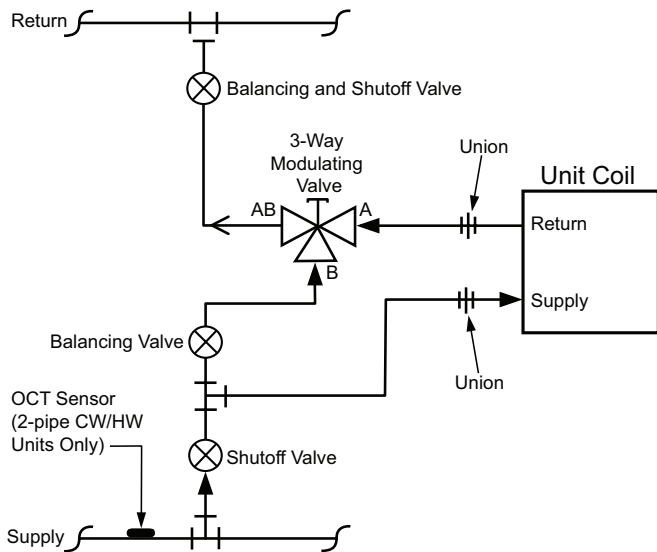 Return
Balancing and Shutoff Valve
3-Way
Modulating
Valve
Union
Unit Coil
AB
A
Return
B
Supply
Balancing Valve
Union
OCT Sensor
(2-pipe CW/HW
Units Only)
Shutoff Valve
Supply